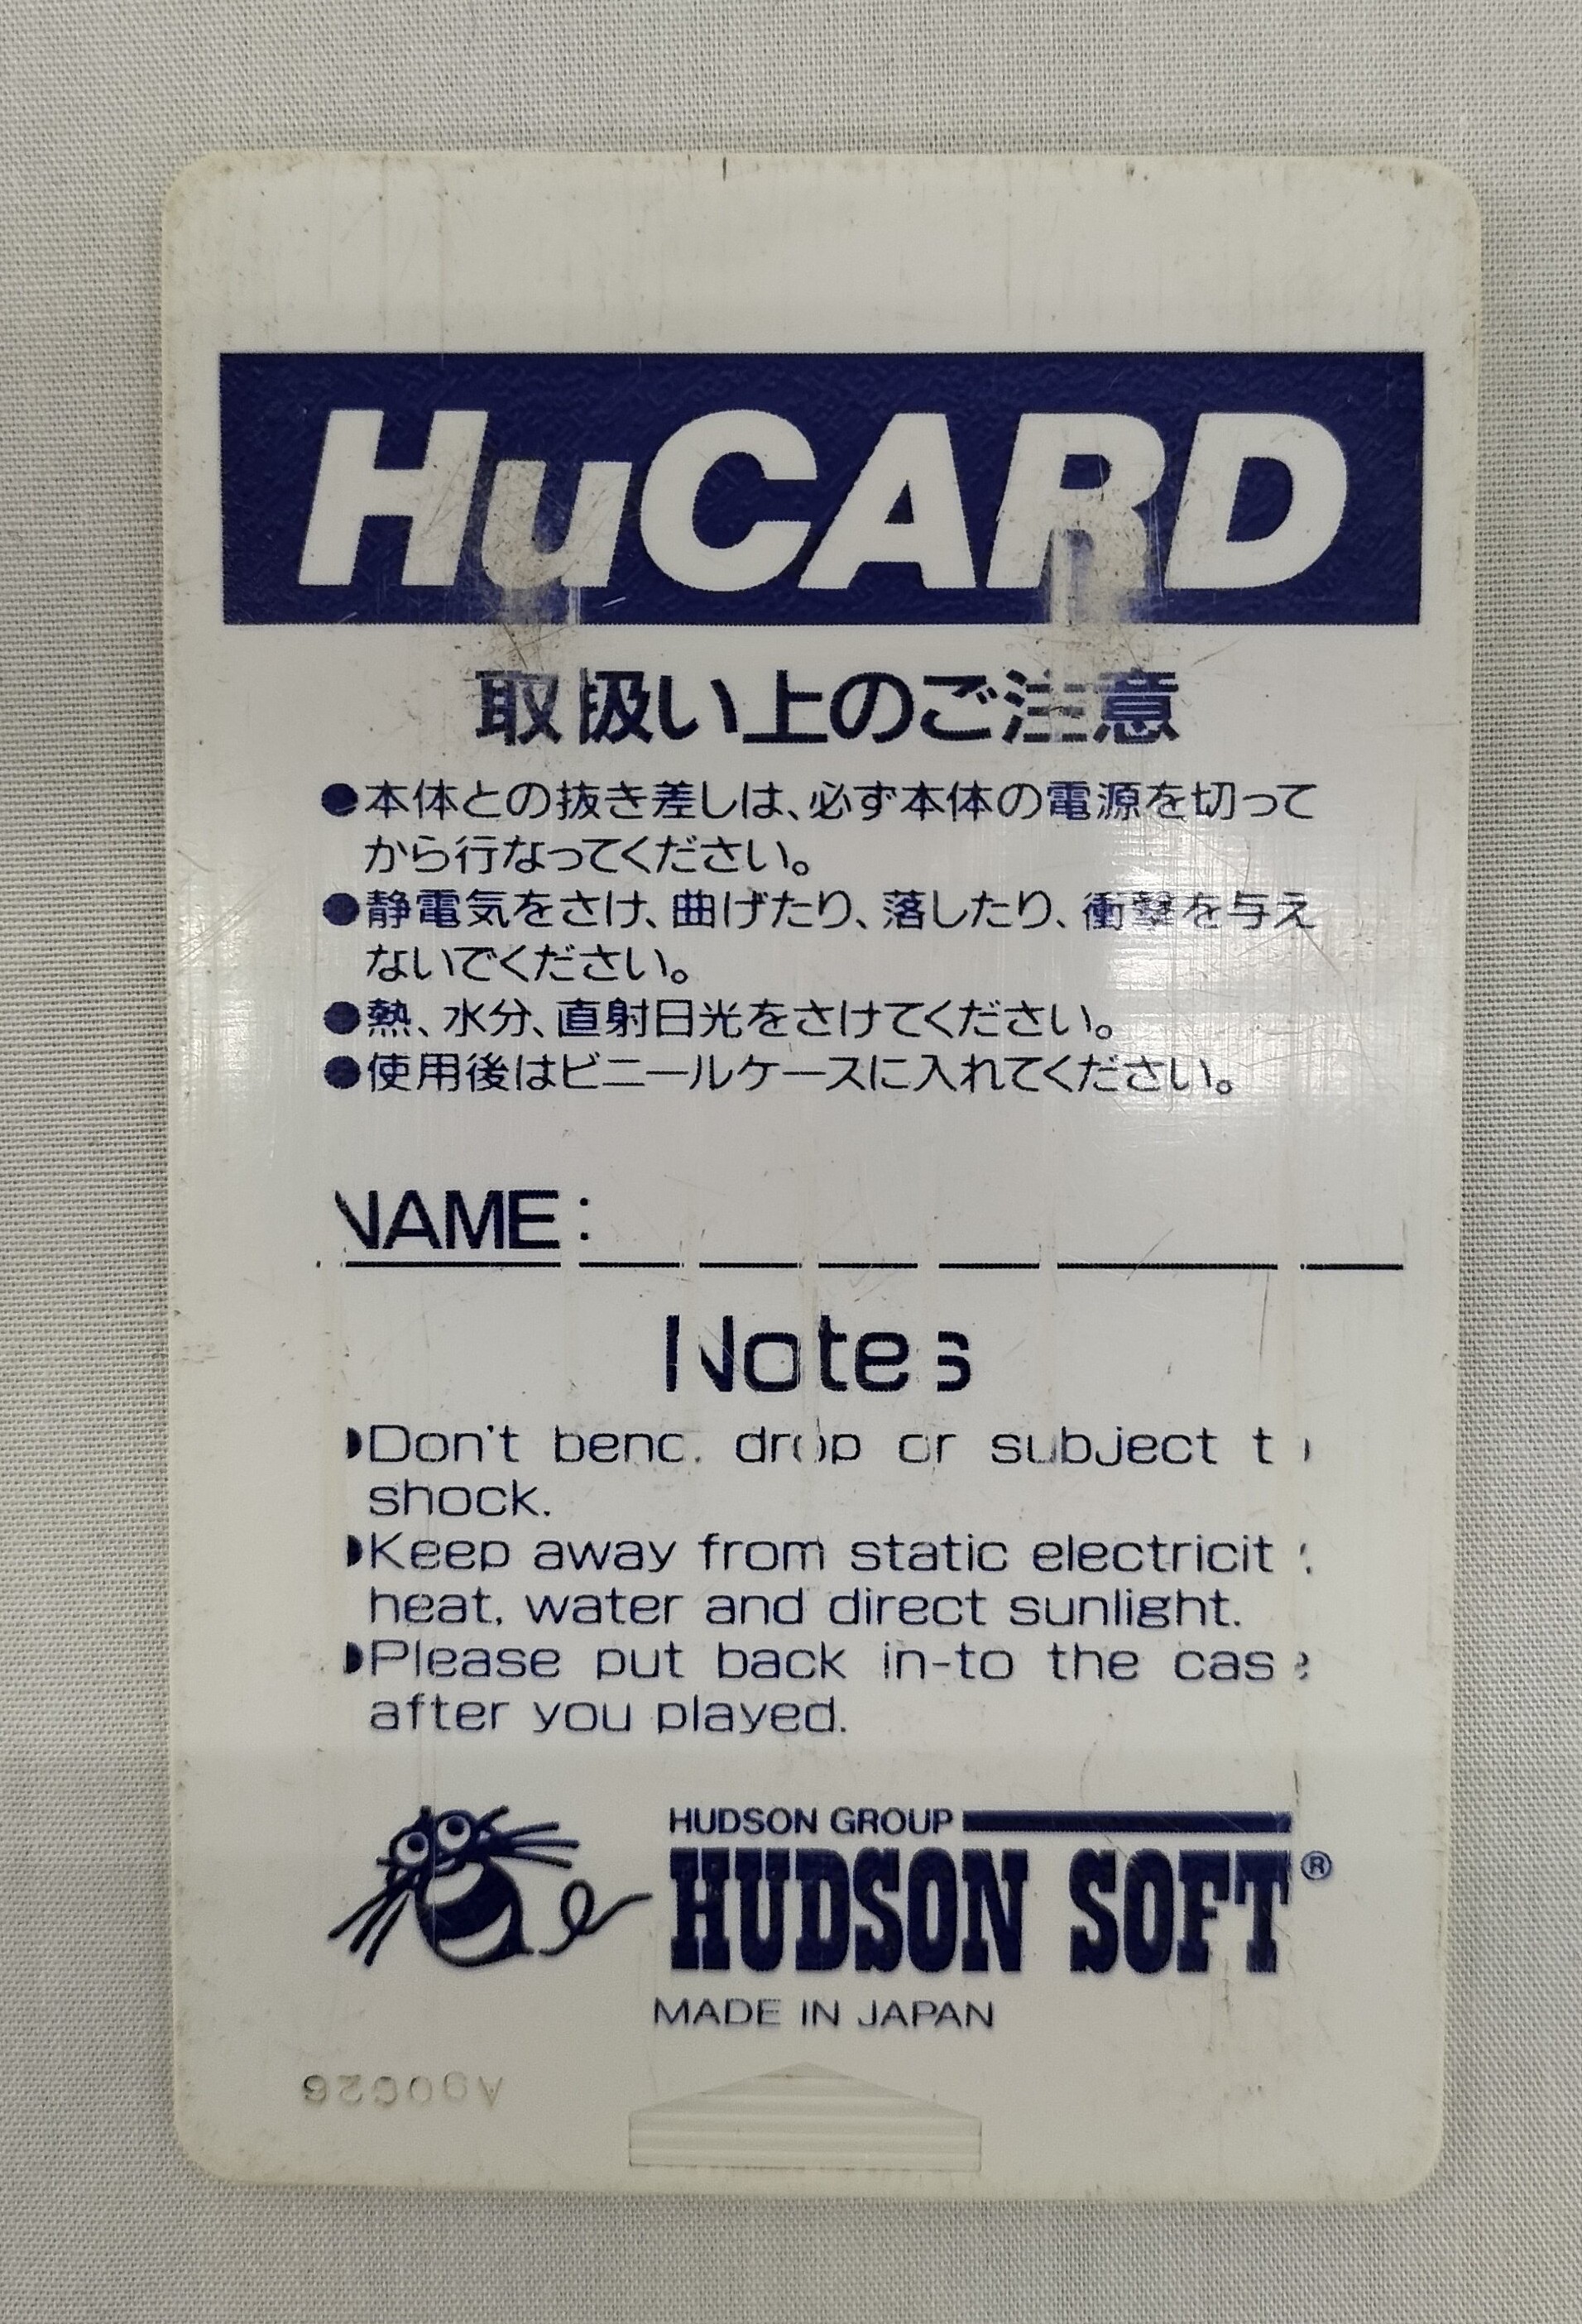 HuCARD
取扱い上のご注意
●本体との抜き差しは、必ず本体の電源を切って
から行なってください。
●静電気をさけ、曲げたり、落したり、衝撃を与え
ないでください。
●熱、水分、直射日光をさけてください。
●使用後はビニールケースに入れてください。
NAME:
Notes
●Don't bend, drop or subject to
shock.
●Keep away from static electricity,
heat, water and direct sunlight.
●Please put back in-to the case
after you played.
HUDSON GROUP
HUDSON SOFT®
MADE IN JAPAN